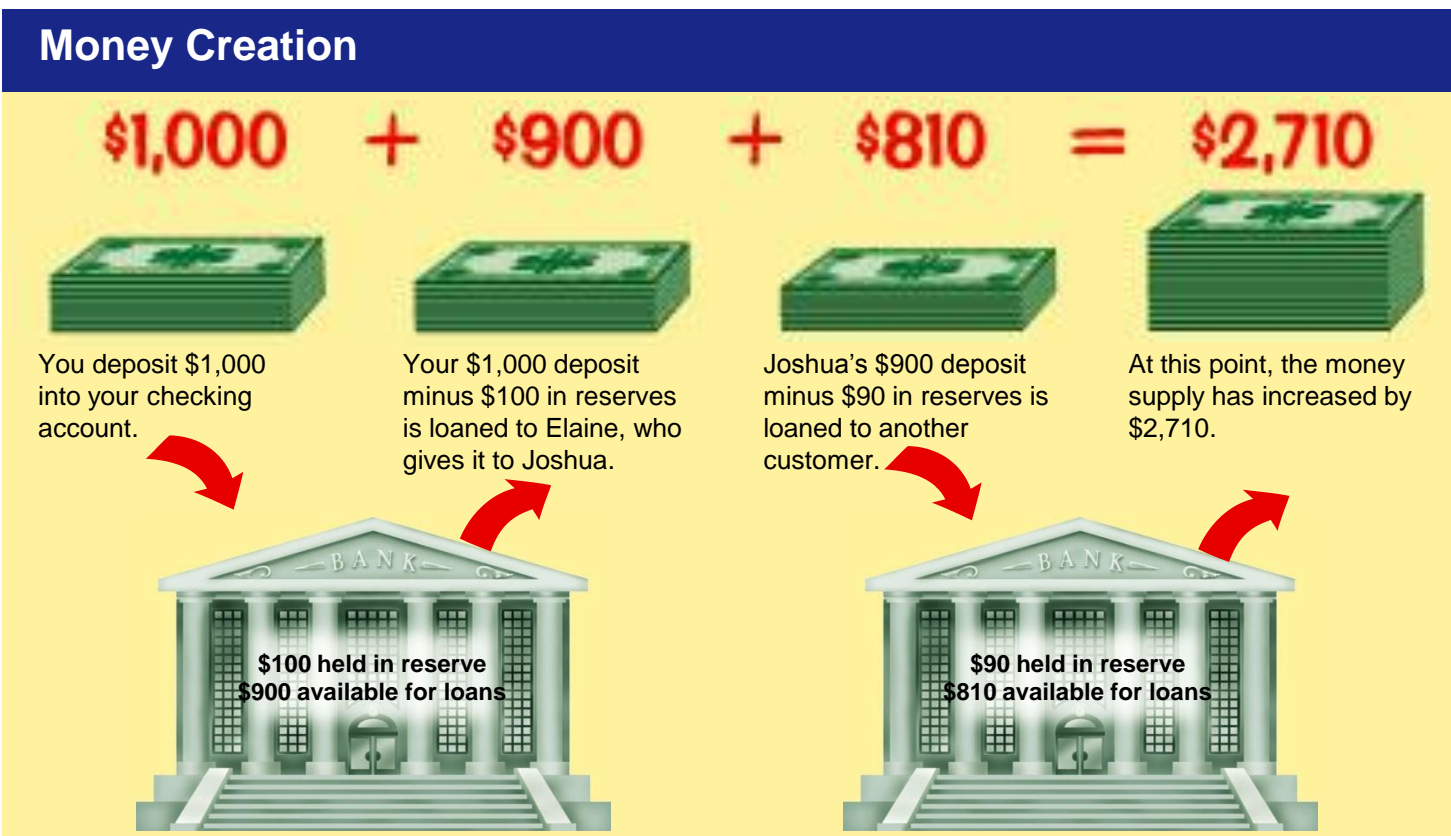 Money Creation
$1,000 + $900 + $810 = $2,710
You deposit $1,000
into your checking
account.
Your $1,000 deposit
minus $100 in reserves
is loaned to Elaine, who
gives it to Joshua.
Joshua’s $900 deposit
minus $90 in reserves is
loaned to another
customer.
At this point, the money
supply has increased by
$2,710.
BANK
$100 held in reserve
$900 available for loans
BANK
$90 held in reserve
$810 available for loans